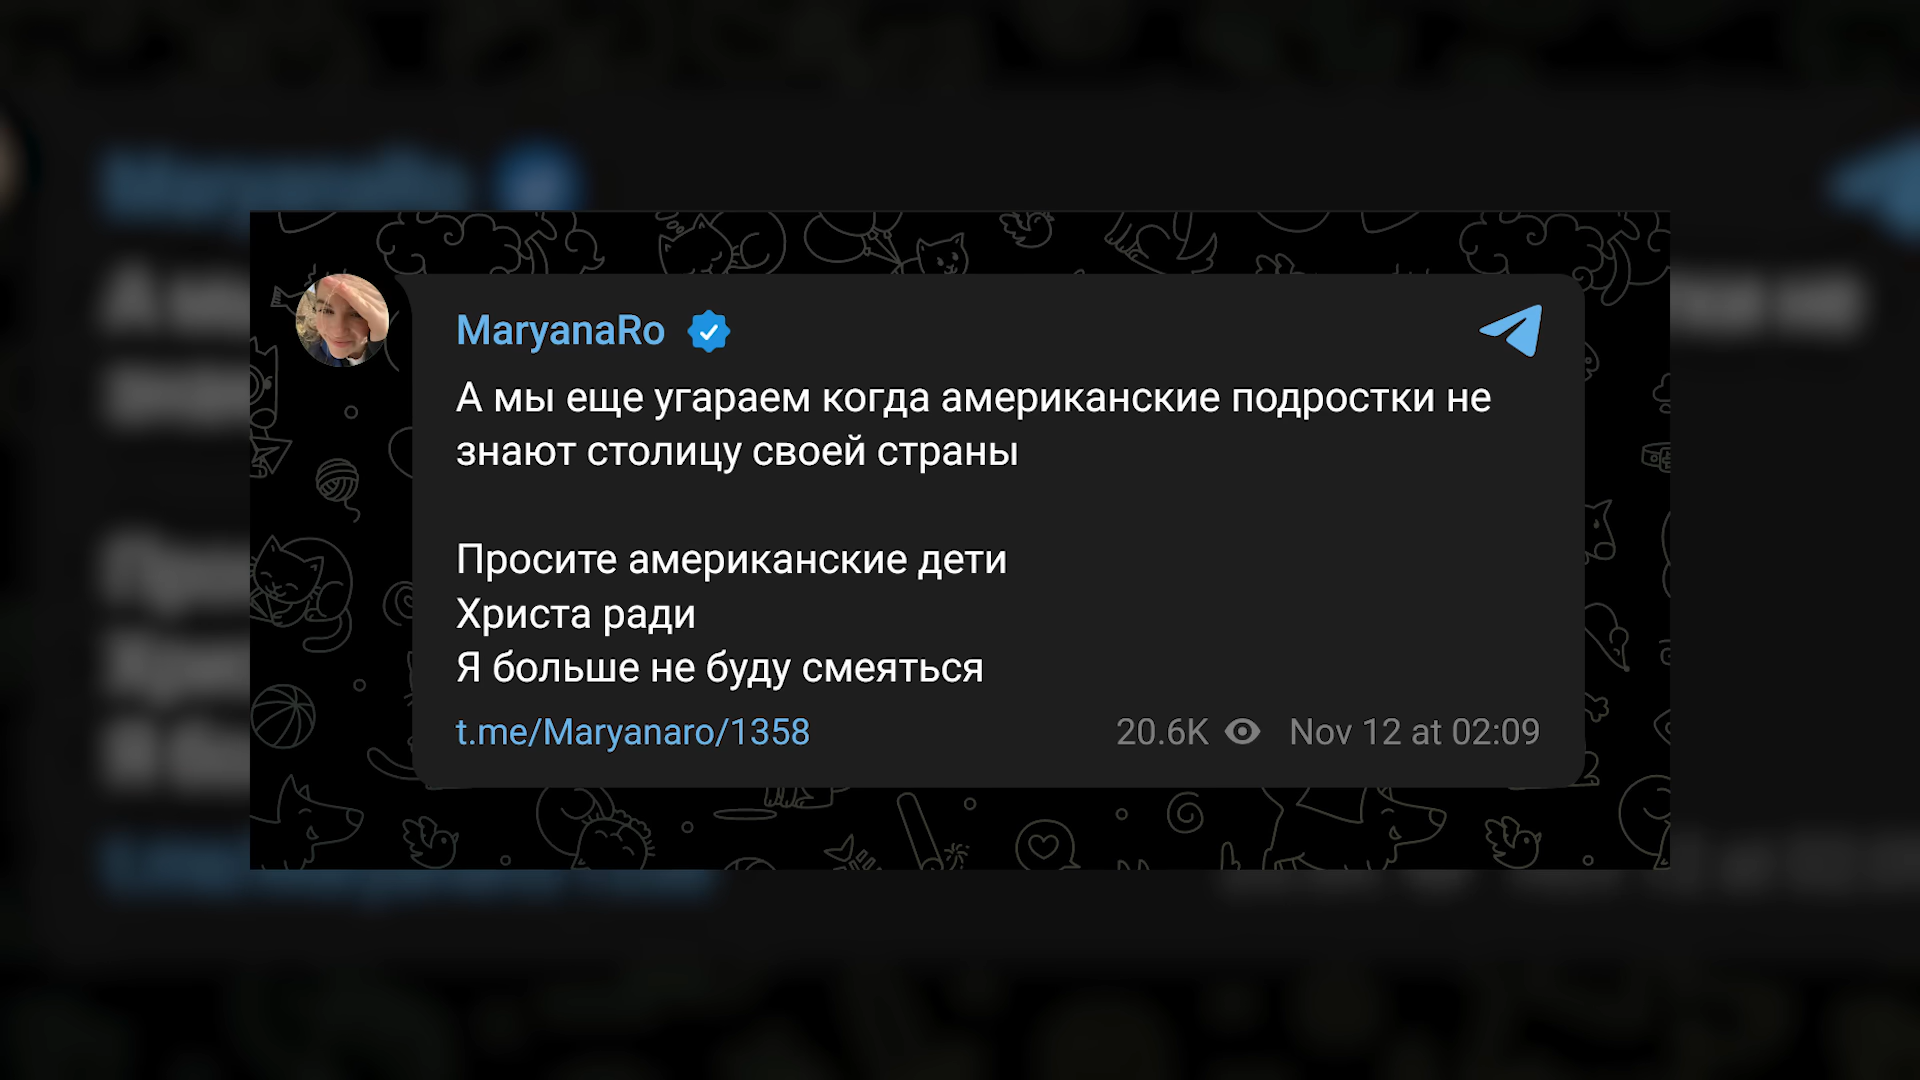 MaryanaRo
А мы еще угараем когда американские подростки не
знают столицу своей страны
Просите американские дети
Христа ради
Я больше не буду смеяться
t.me/Maryanaro/1358 20.6K Nov 12 at 02:09